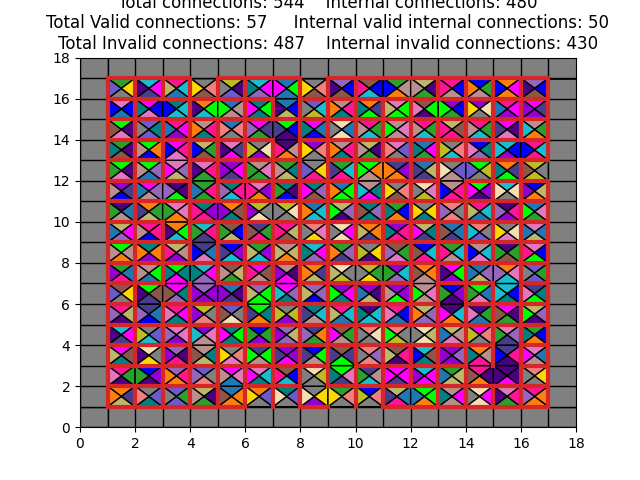 Total connections: 544    Internal connections: 480
Total Valid connections: 57    Internal valid internal connections: 50
Total Invalid connections: 487    Internal invalid connections: 430
18
16
14
12
10
8
6
4
2
0
0 2 4 6 8 10 12 14 16 18